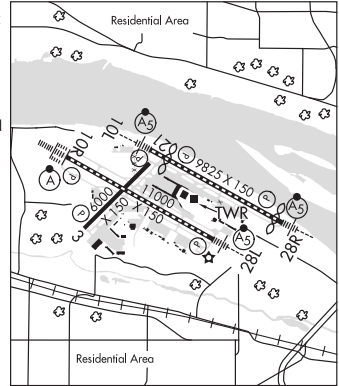 Residential Area
A5
10L
10R
21
P
P
9825 X 150
A
P
A5
6000
X 150
11000
X 150
P
TWR
A5
3
P
28L
28R
Residential Area